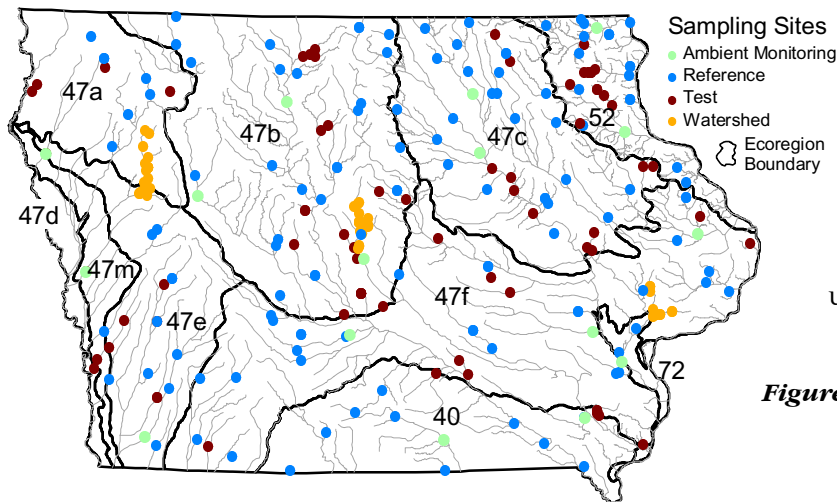 Sampling Sites
Ambient Monitoring
Reference
Test
Watershed
Ecoregion
Boundary
47a
47b
47c
52
47d
47m
47e
47f
72
40
U
Figure